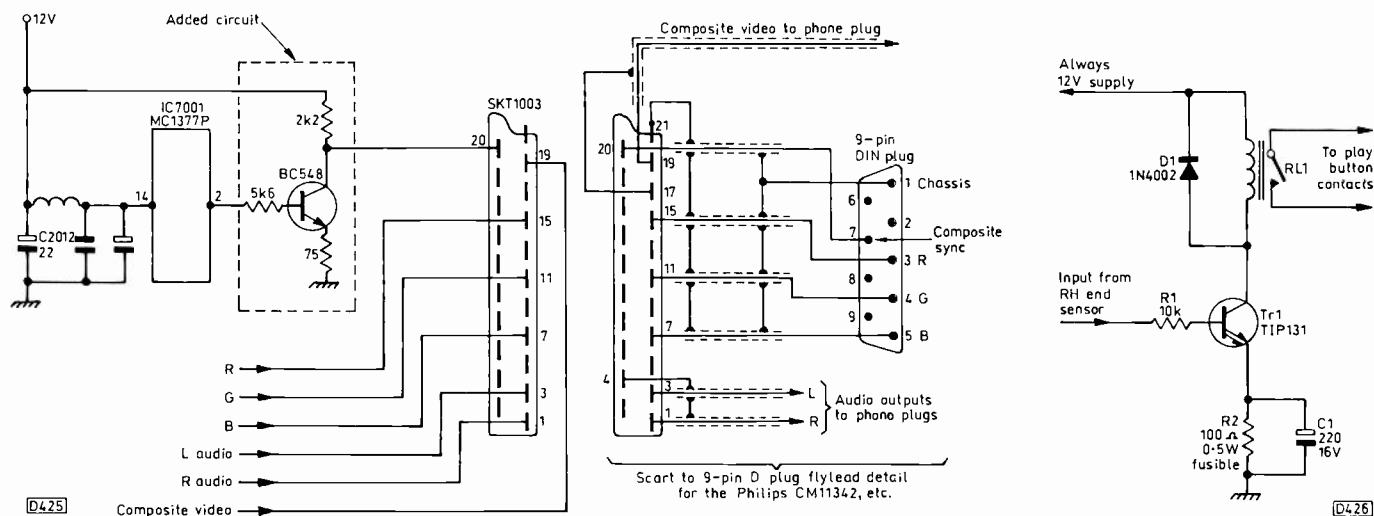 12V
Added circuit
IC7001
MC1377P
2k2
BC548
14
2
5k6
75
C2012
22
SKT1003
20
19
15
11
7
3
1
R
G
B
L audio
R audio
Composite video
D425
Composite video to phone plug
21
20
19
17
15
11
7
4
3
1
9-pin
DIN plug
1 Chassis
6
2
7
Composite
sync
3 R
8
4 G
9
5 B
L
R
Audio outputs
to phono plugs
Scart to 9-pin D plug flylead detail
for the Philips CM11342, etc.
Always
12V supply
D1
1N4002
RL1
To play
button
contacts
Input from
RH end
sensor
R1
10k
Tr1
TIP131
R2
100Ω
0·5W
fusible
C1
220
16V
D426